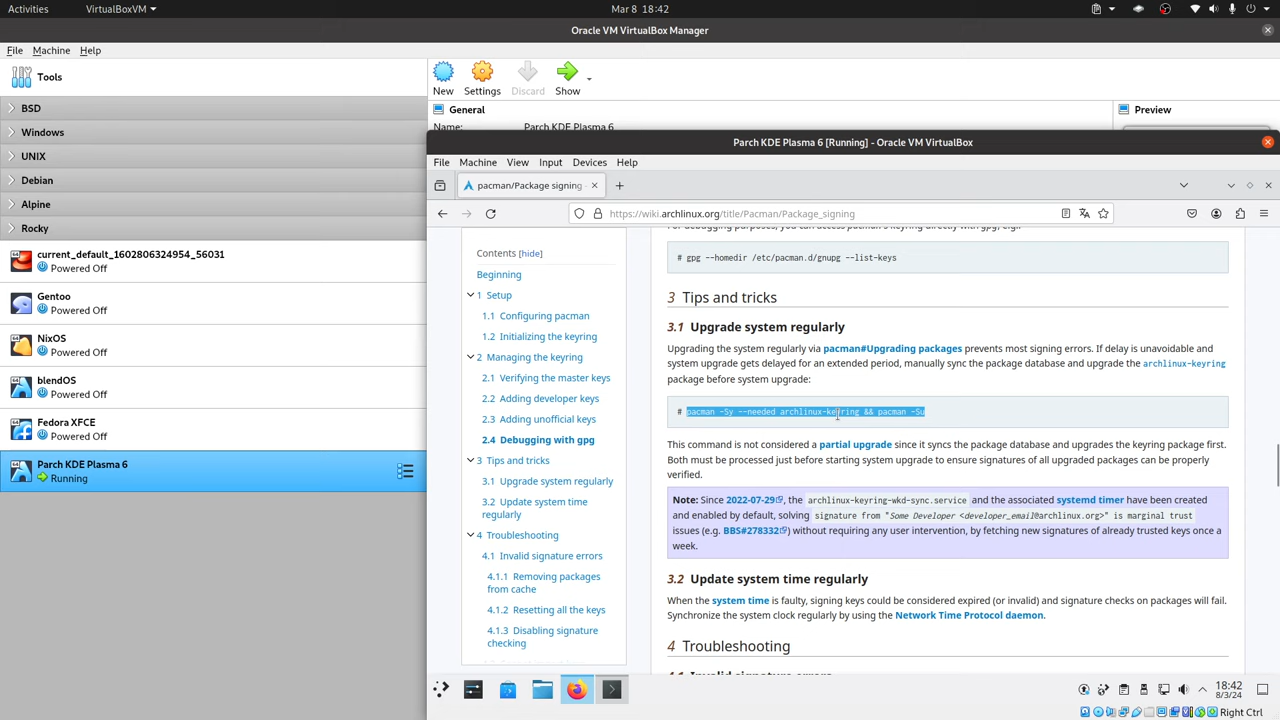 Activities
VirtualBoxVM
Mar 8 18:42
Oracle VM VirtualBox Manager
File Machine Help
Tools
New Settings Discard Show
BSD
Windows
UNIX
Debian
Alpine
Rocky
current_default_1602806324954_56031
Powered Off
Gentoo
Powered Off
NixOS
Powered Off
blendOS
Powered Off
Fedora XFCE
Powered Off
Parch KDE Plasma 6
Running
General
Preview
Name: Parch KDE Plasma 6
Parch KDE Plasma 6 [Running] - Oracle VM VirtualBox
File Machine View Input Devices Help
pacman/Package signing
https://wiki.archlinux.org/title/Pacman/Package_signing
Contents [hide]
Beginning
1 Setup
1.1 Configuring pacman
1.2 Initializing the keyring
2 Managing the keyring
2.1 Verifying the master keys
2.2 Adding developer keys
2.3 Adding unofficial keys
2.4 Debugging with gpg
3 Tips and tricks
3.1 Upgrade system regularly
3.2 Update system time
regularly
4 Troubleshooting
4.1 Invalid signature errors
4.1.1 Removing packages
from cache
4.1.2 Resetting all the keys
4.1.3 Disabling signature
checking
For debugging purposes, you can access pacman's keyring directly with gpg, e.g.:
# gpg --homedir /etc/pacman.d/gnupg --list-keys
3 Tips and tricks
3.1 Upgrade system regularly
Upgrading the system regularly via pacman#Upgrading packages prevents most signing errors. If delay is unavoidable and
system upgrade gets delayed for an extended period, manually sync the package database and upgrade the archlinux-keyring
package before system upgrade:
# pacman -Sy --needed archlinux-keyring && pacman -Su
This command is not considered a partial upgrade since it syncs the package database and upgrades the keyring package first.
Both must be processed just before starting system upgrade to ensure signatures of all upgraded packages can be properly
verified.
Note: Since 2022-07-29, the archlinux-keyring-wkd-sync.service and the associated systemd timer have been created
and enabled by default, solving signature from "Some Developer <developer_email@archlinux.org>" is marginal trust
issues (e.g. BBS#278332) without requiring any user intervention, by fetching new signatures of already trusted keys once a
week.
3.2 Update system time regularly
When the system time is faulty, signing keys could be considered expired (or invalid) and signature checks on packages will fail.
Synchronize the system clock regularly by using the Network Time Protocol daemon.
4 Troubleshooting
4.1 Invalid signature errors
18:42
8/3/24
Right Ctrl